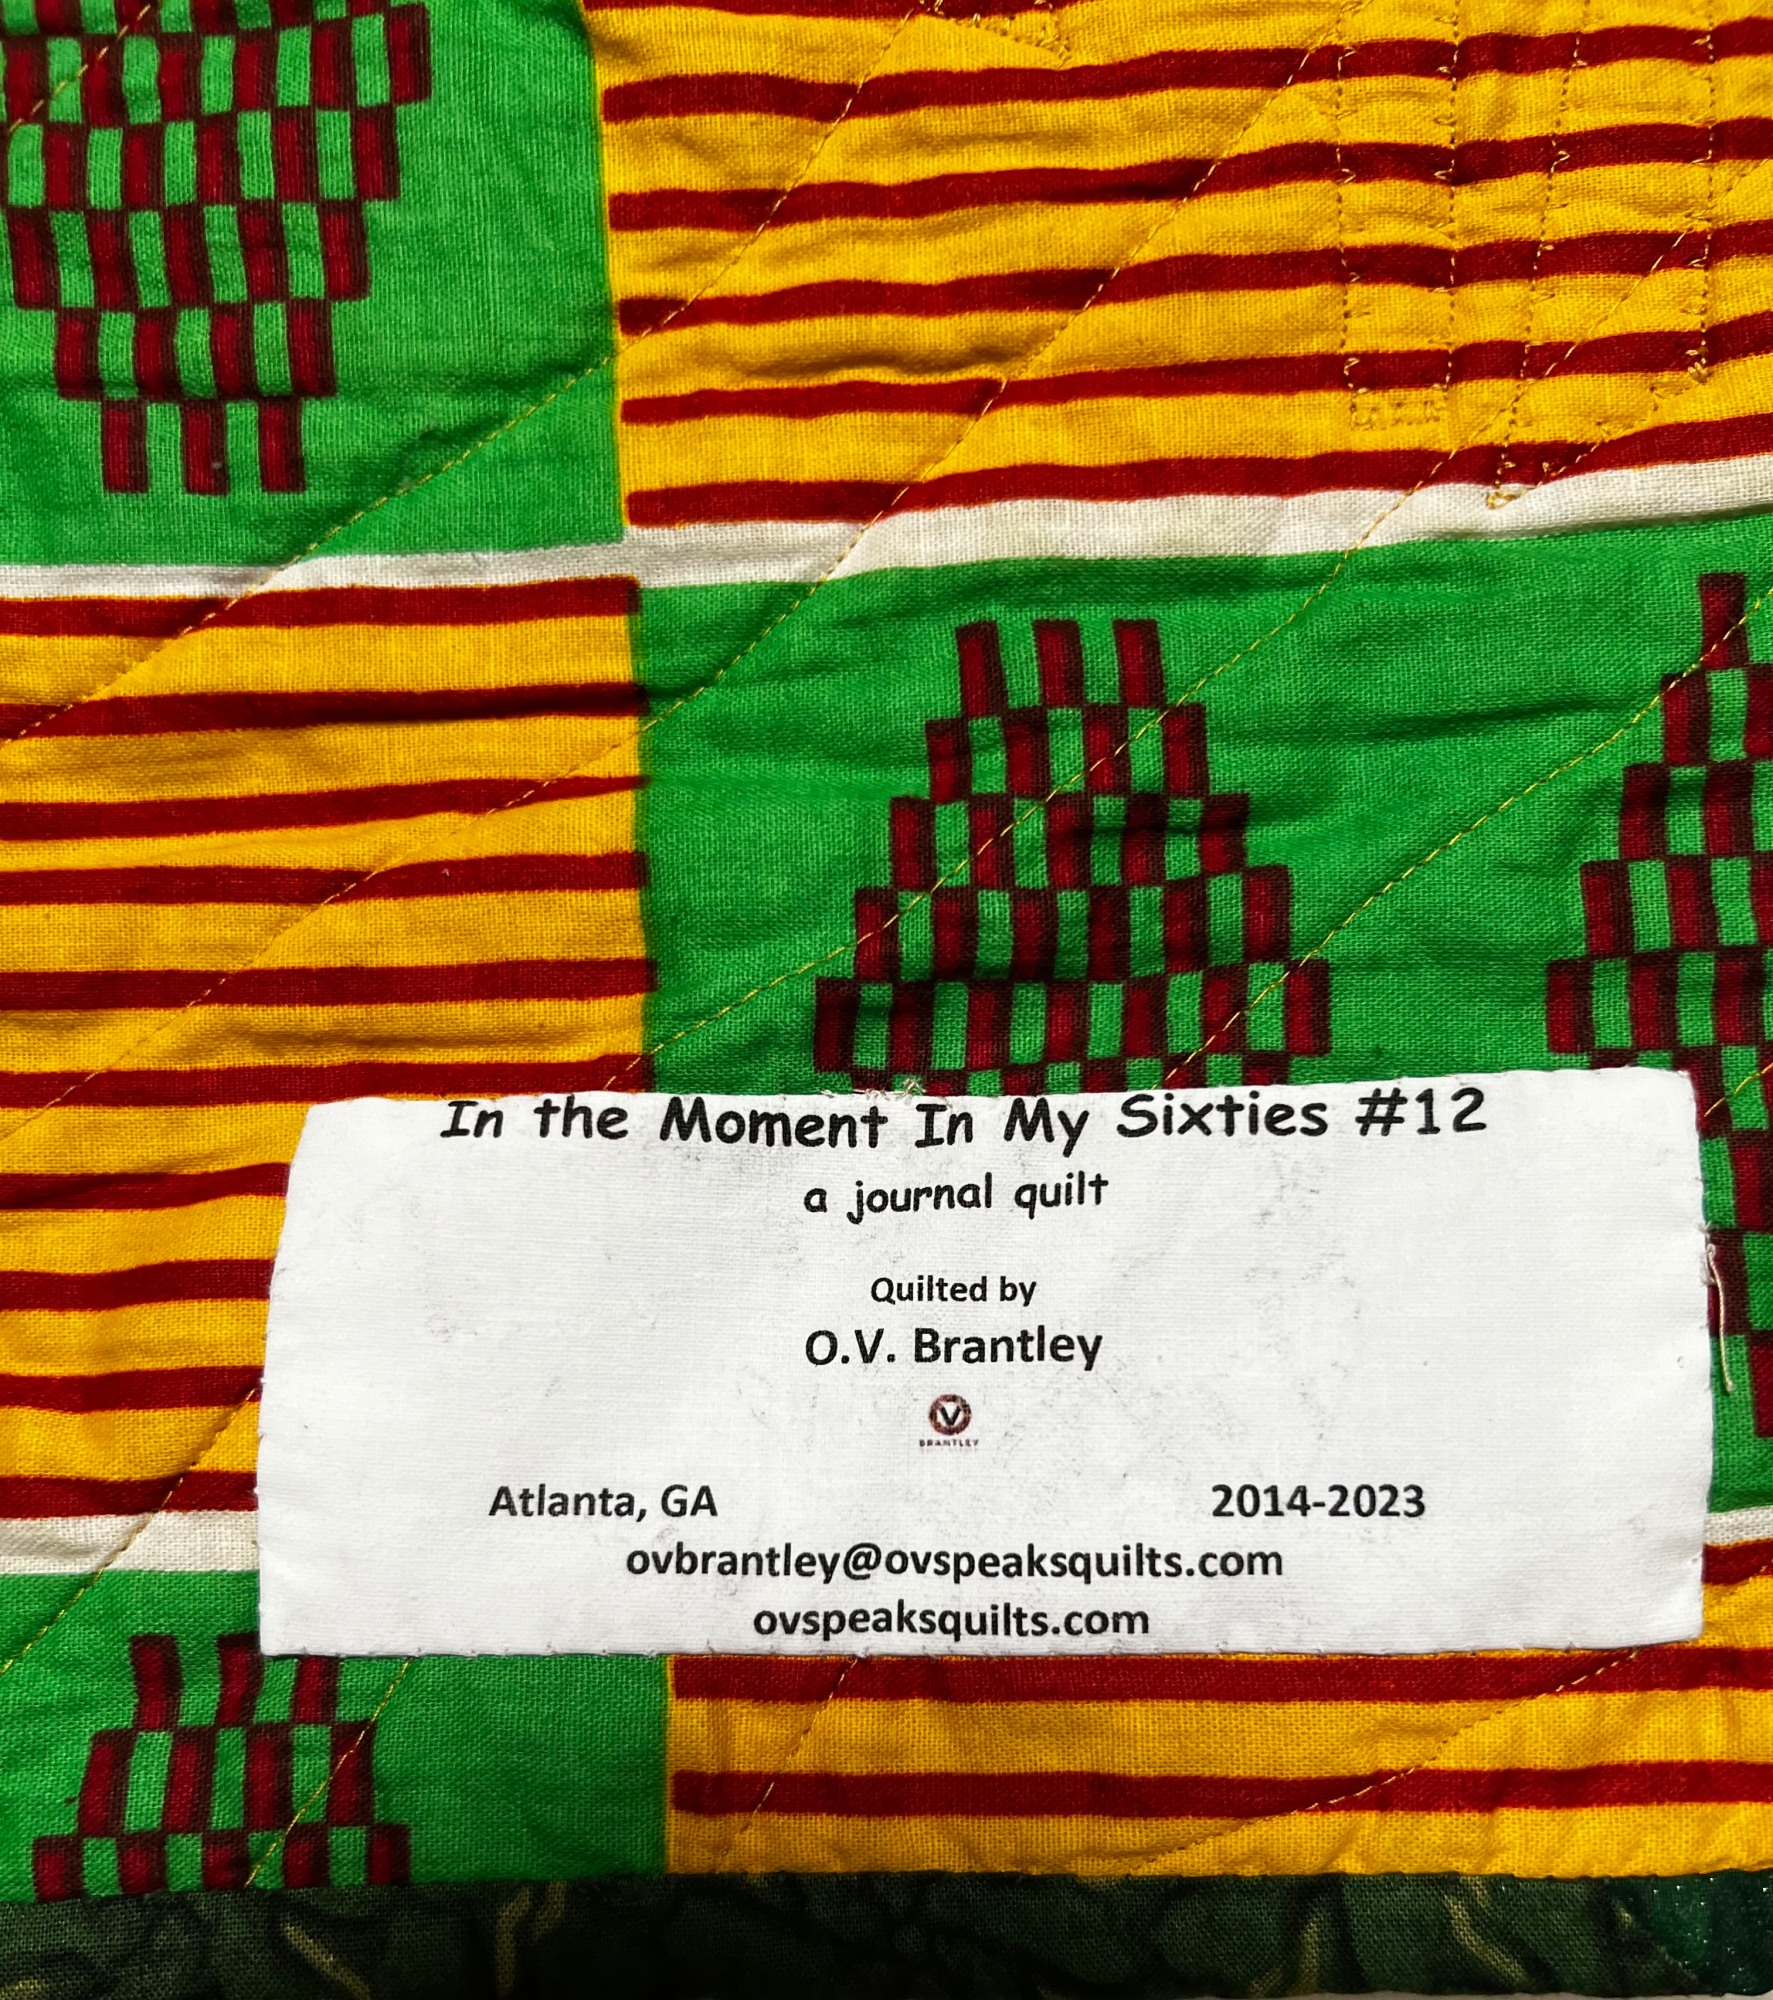 In the Moment In My Sixties #12
a journal quilt
Quilted by
O.V. Brantley
V
BRANTLEY
Atlanta, GA 2014-2023
ovbrantley@ovspeaksquilts.com
ovspeaksquilts.com